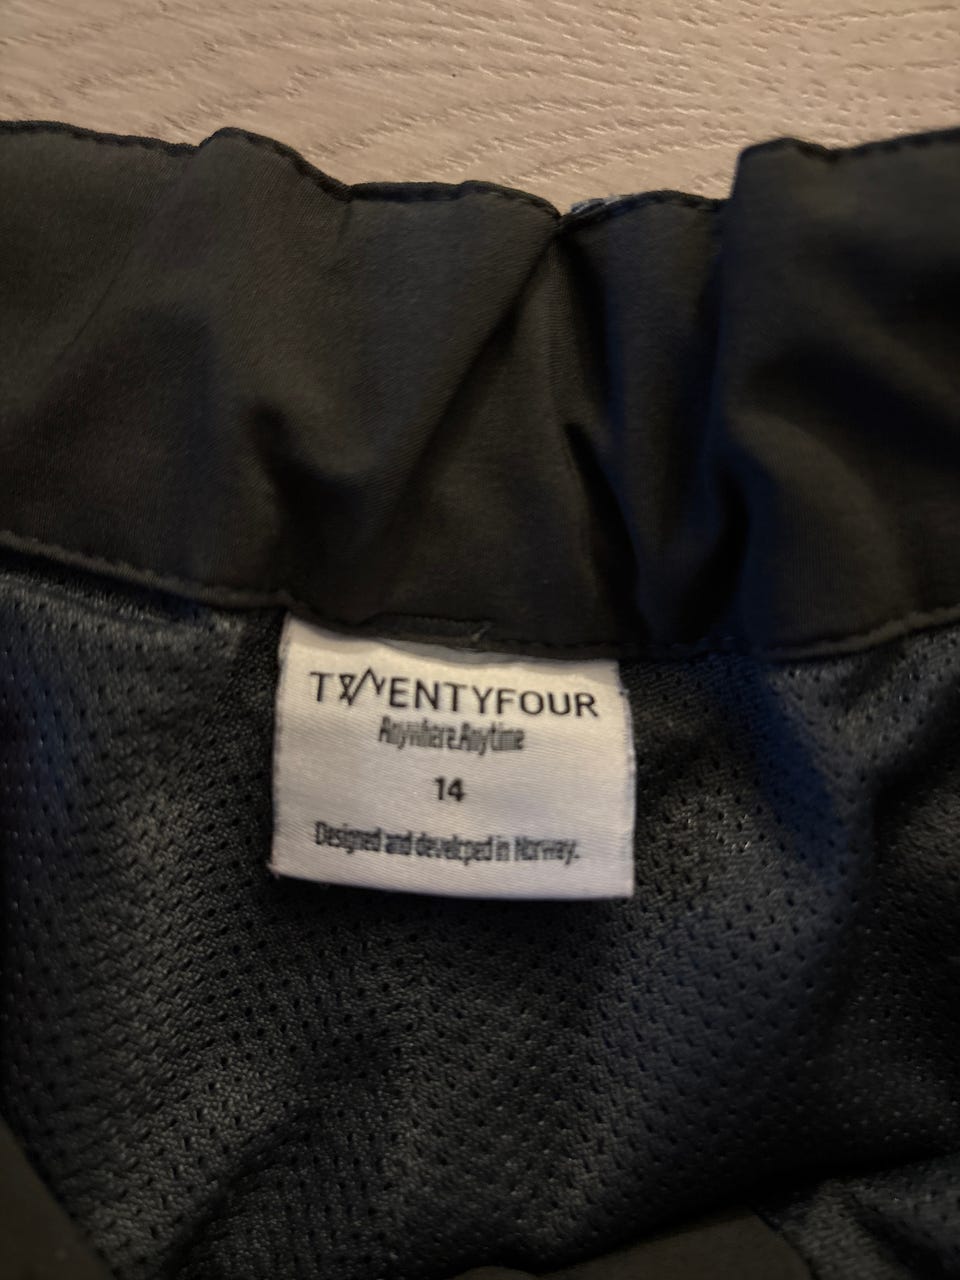 TWENTYFOUR
Anywhere.Anytime
14
Designed and developed in Norway.